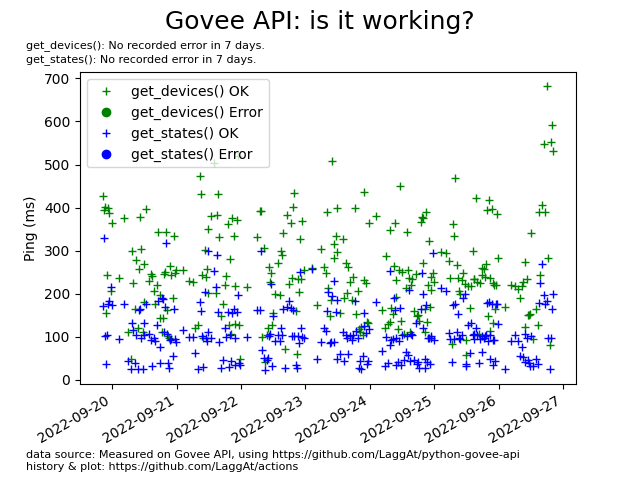 Govee API: is it working?
get_devices(): No recorded error in 7 days.
get_states(): No recorded error in 7 days.
get_devices() OK
get_devices() Error
get_states() OK
get_states() Error
Ping (ms)
700
600
500
400
300
200
100
0
2022-09-20
2022-09-21
2022-09-22
2022-09-23
2022-09-24
2022-09-25
2022-09-26
2022-09-27
data source: Measured on Govee API, using https://github.com/LaggAt/python-govee-api
history & plot: https://github.com/LaggAt/actions